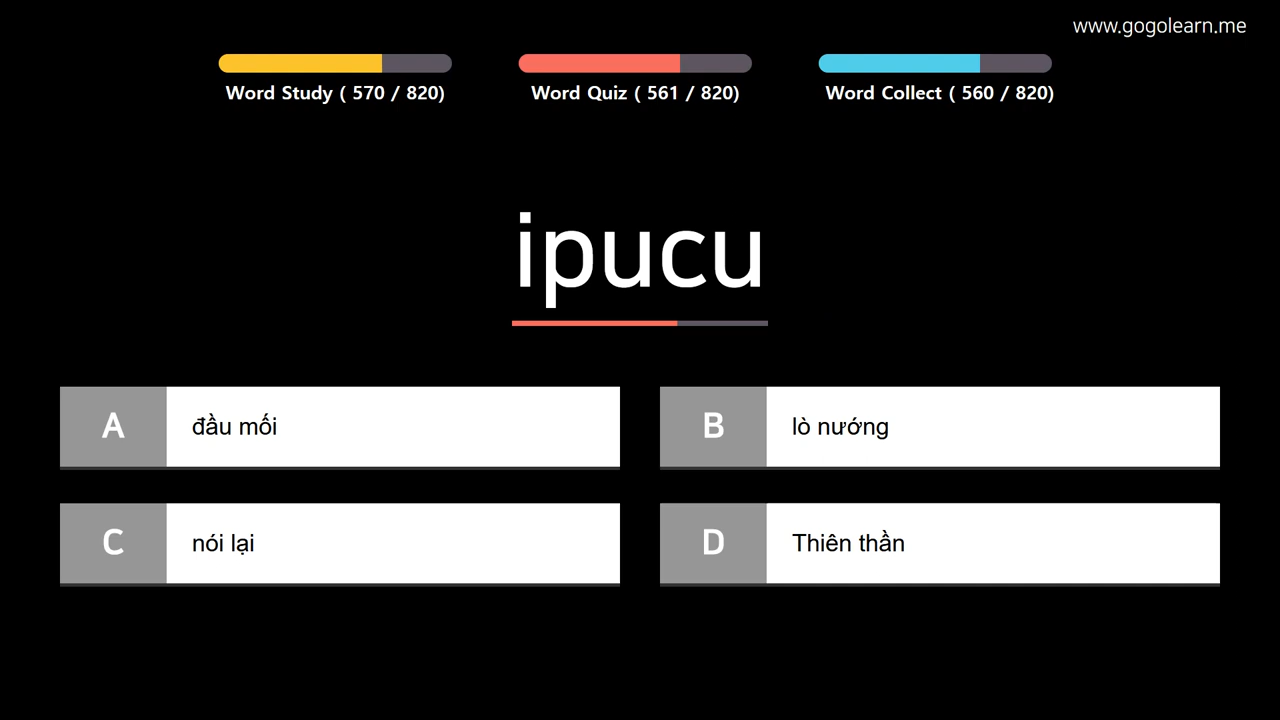 www.gogolearn.me
Word Study ( 570 / 820)
Word Quiz ( 561 / 820)
Word Collect ( 560 / 820)
ipucu
A
đầu mối
B
lò nướng
C
nói lại
D
Thiên thần